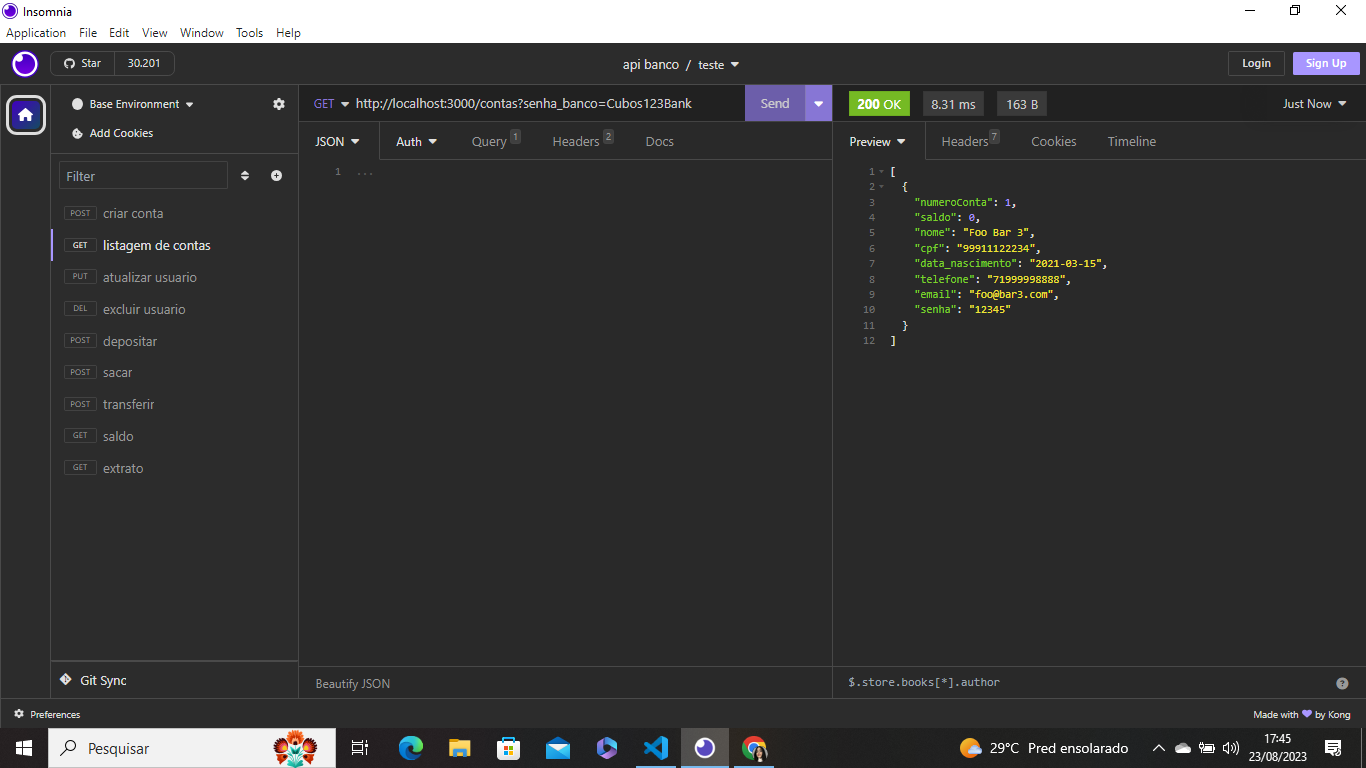 Insomnia
Application File Edit View Window Tools Help
Star 30.201
api banco / teste
Login Sign Up
Base Environment
Add Cookies
Filter
POST criar conta
GET listagem de contas
PUT atualizar usuario
DEL excluir usuario
POST depositar
POST sacar
POST transferir
GET saldo
GET extrato
Git Sync
GET http://localhost:3000/contas?senha_banco=Cubos123Bank Send
JSON Auth Query 1 Headers 2 Docs
1 ...
Beautify JSON
200 OK 8.31 ms 163 B Just Now
Preview Headers 7 Cookies Timeline
1 [
2 {
3 "numeroConta": 1,
4 "saldo": 0,
5 "nome": "Foo Bar 3",
6 "cpf": "99911122234",
7 "data_nascimento": "2021-03-15",
8 "telefone": "71999998888",
9 "email": "foo@bar3.com",
10 "senha": "12345"
11 }
12 ]
$.store.books[*].author
Preferences
Made with by Kong
Pesquisar
29°C Pred ensolarado
17:45
23/08/2023